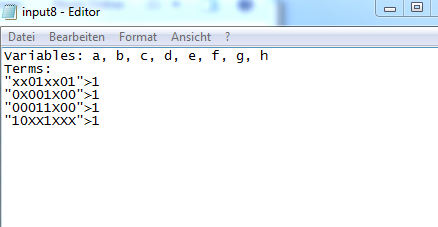 input8 - Editor
Datei Bearbeiten Format Ansicht ?
Variables: a, b, c, d, e, f, g, h
Terms:
"xx01xx01">1
"0X001X00">1
"00011X00">1
"10XX1XXX">1